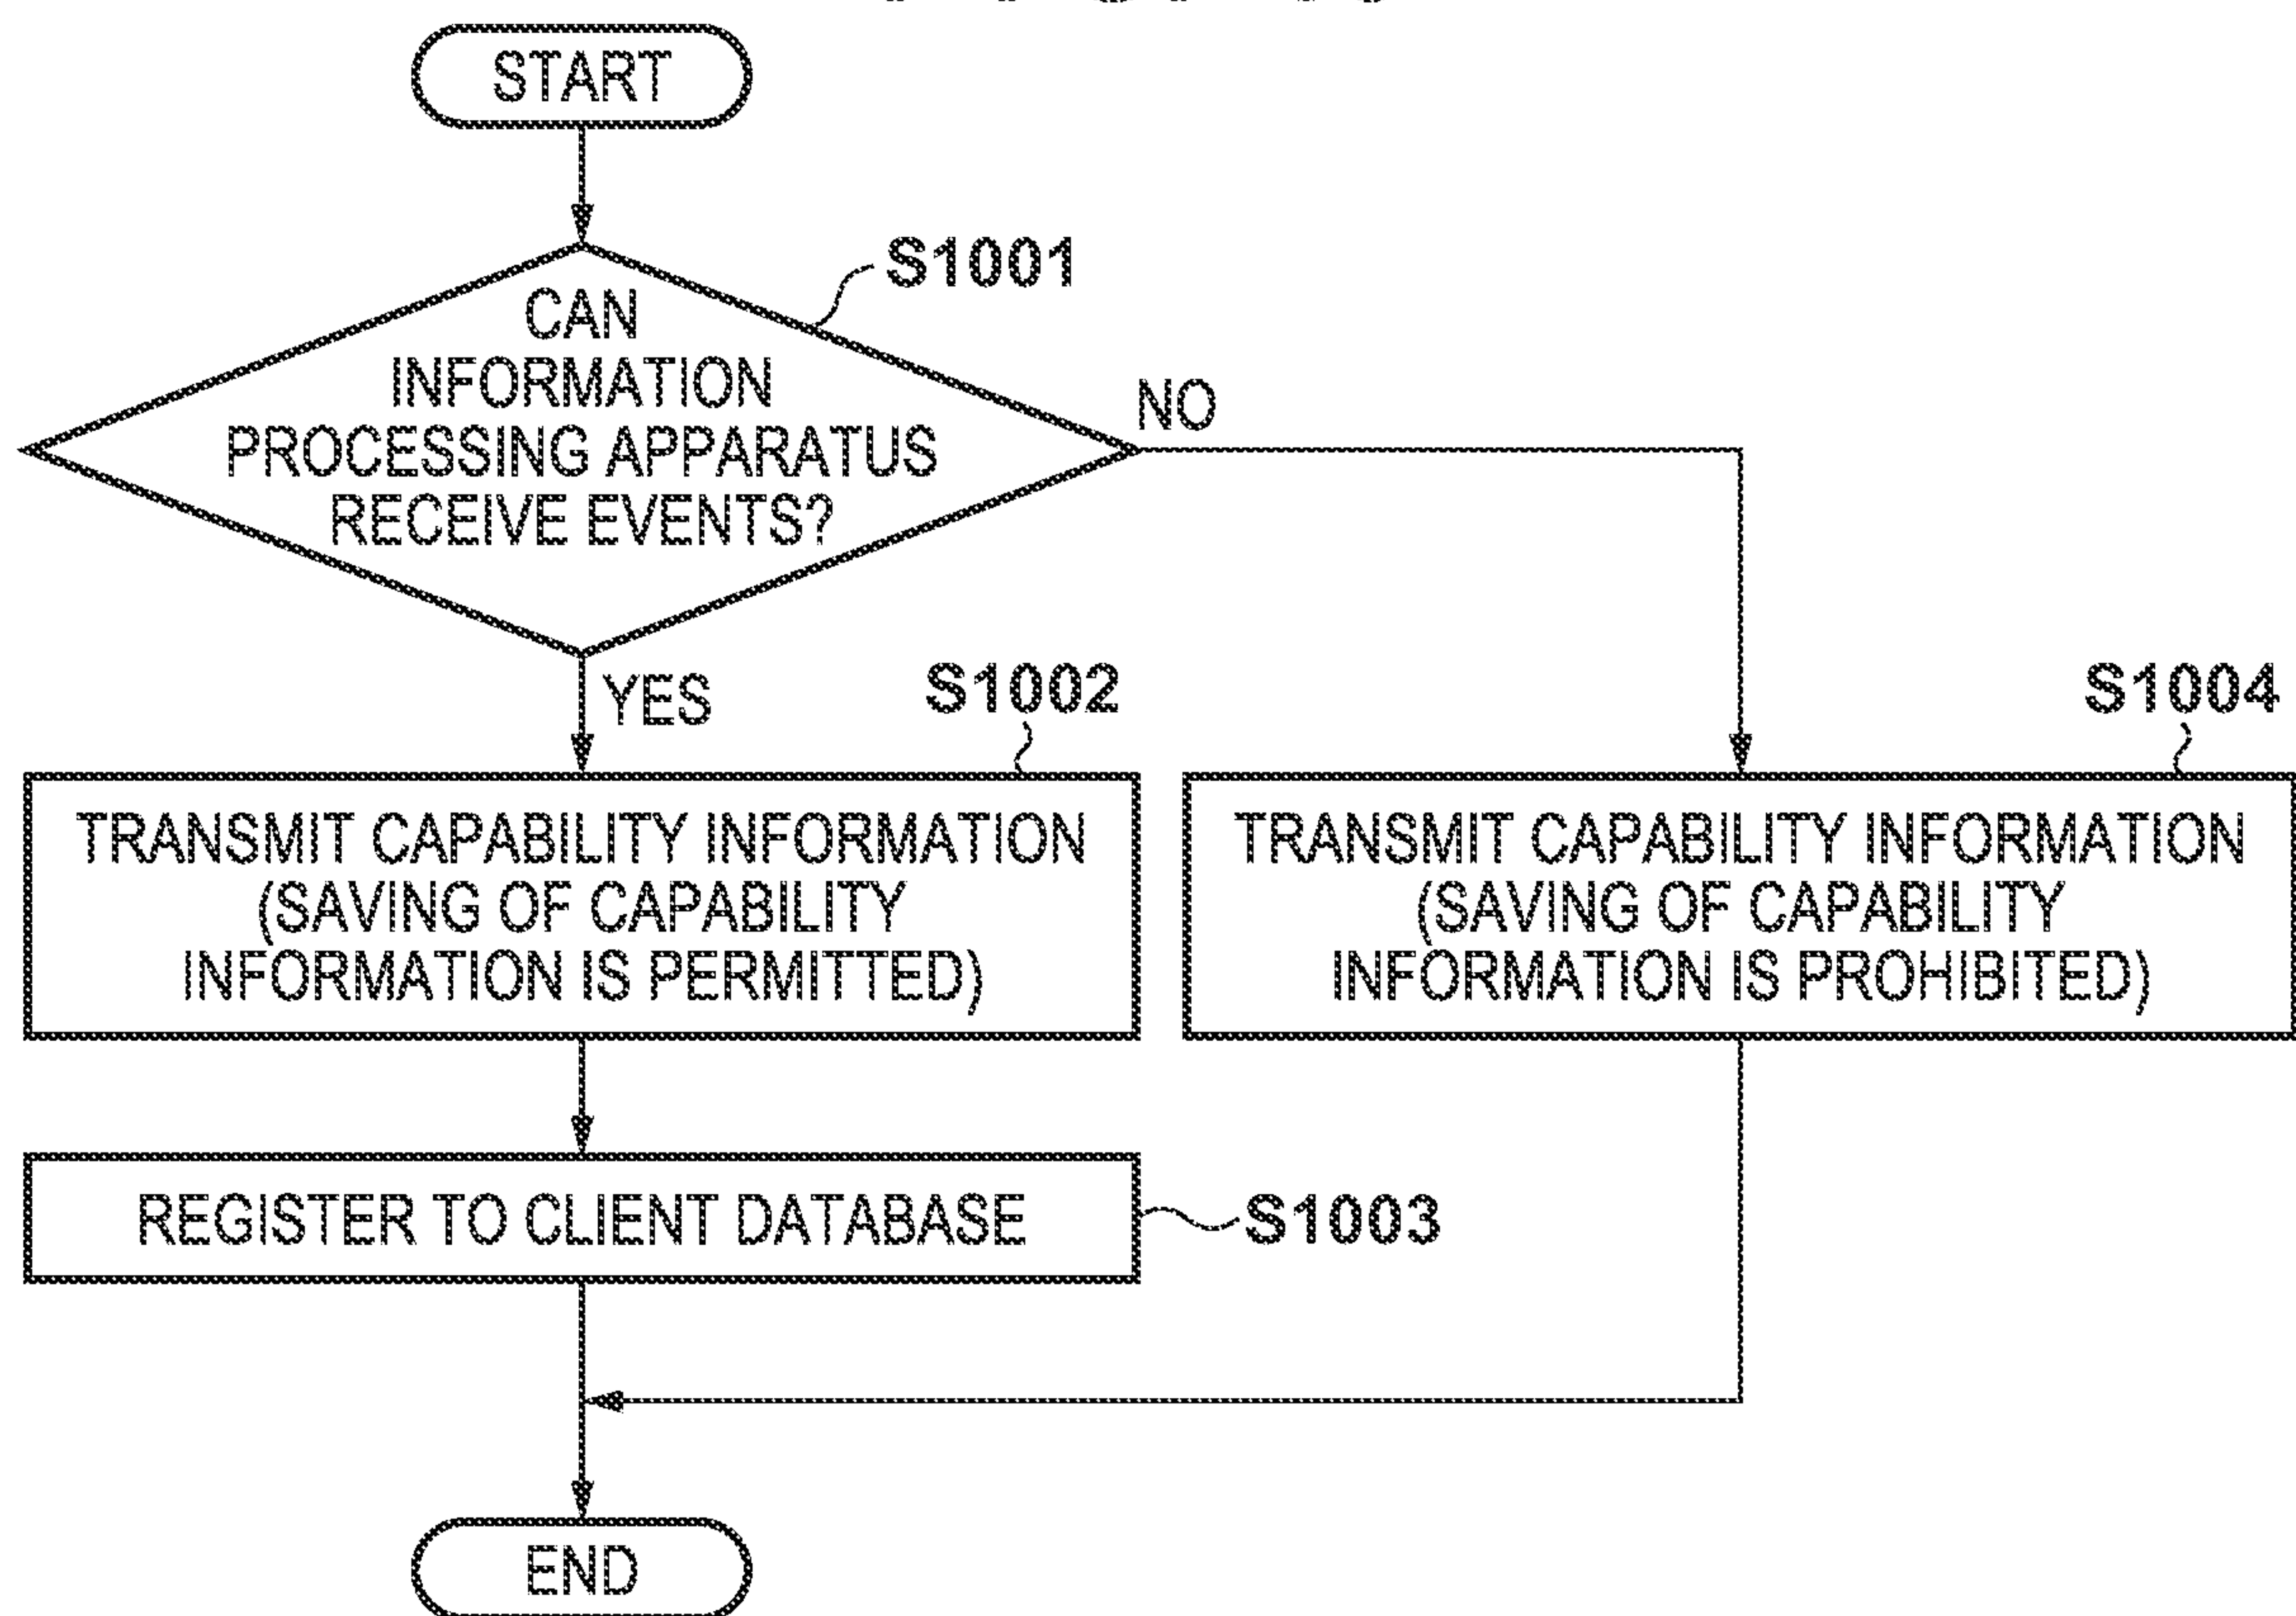 START
S1001
CAN
INFORMATION
PROCESSING APPARATUS
RECEIVE EVENTS?
NO
YES
S1002
S1004
TRANSMIT CAPABILITY INFORMATION
(SAVING OF CAPABILITY
INFORMATION IS PERMITTED)
TRANSMIT CAPABILITY INFORMATION
(SAVING OF CAPABILITY
INFORMATION IS PROHIBITED)
REGISTER TO CLIENT DATABASE
S1003
END